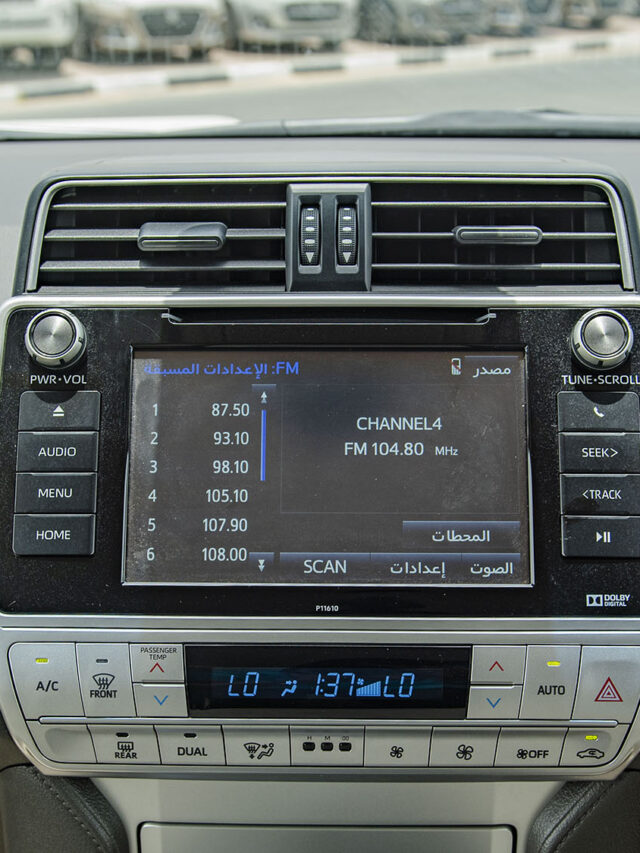 PWR•VOL
AUDIO
MENU
HOME
FM: الإعدادات المسبقة
مصدر
1 87.50
2 93.10
3 98.10
4 105.10
5 107.90
6 108.00
CHANNEL4
FM 104.80 MHz
المحطات
SCAN
إعدادات
الصوت
TUNE•SCROLL
SEEK>
<TRACK
P11610
DOLBY
DIGITAL
A/C
FRONT
PASSENGER
TEMP
LO 1:37 LO
AUTO
REAR
DUAL
H M :00
OFF